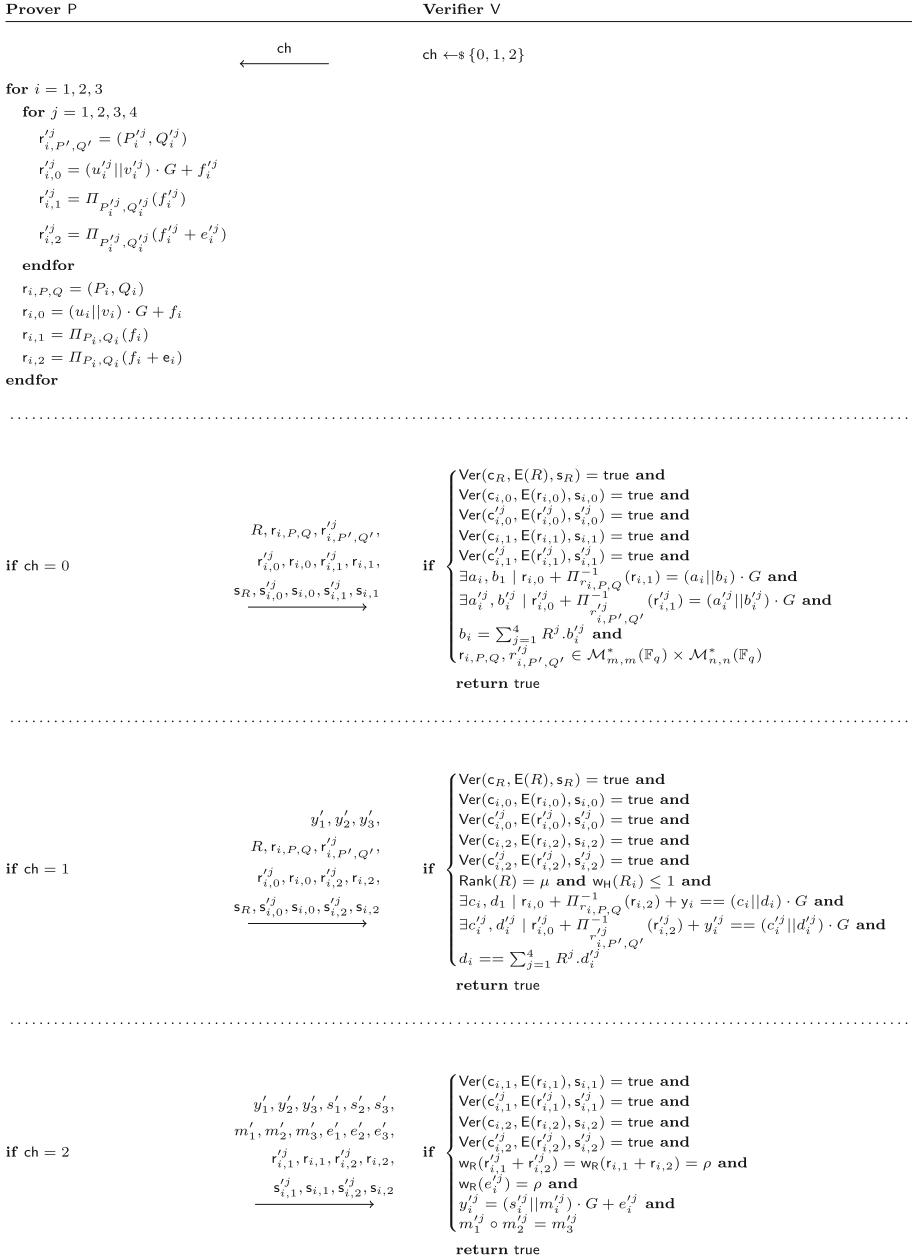 Prover P Verifier V
ch ch ←$ {0, 1, 2}
for i = 1, 2, 3
for j = 1, 2, 3, 4
r'^j_{i,P',Q'} = (P'^j_i, Q'^j_i)
r'^j_{i,0} = (u'^j_i||v'^j_i) · G + f'^j_i
r'^j_{i,1} = Π_{P'^j_i,Q'^j_i}(f'^j_i)
r'^j_{i,2} = Π_{P'^j_i,Q'^j_i}(f'^j_i + e'^j_i)
endfor
r_{i,P,Q} = (P_i, Q_i)
r_{i,0} = (u_i||v_i) · G + f_i
r_{i,1} = Π_{P_i,Q_i}(f_i)
r_{i,2} = Π_{P_i,Q_i}(f_i + e_i)
endfor
if ch = 0
R, r_{i,P,Q}, r'^j_{i,P',Q'},
r'^j_{i,0}, r_{i,0}, r'^j_{i,1}, r_{i,1},
s_R, s'^j_{i,0}, s_{i,0}, s'^j_{i,1}, s_{i,1}
if
Ver(c_R, E(R), s_R) = true and
Ver(c_{i,0}, E(r_{i,0}), s_{i,0}) = true and
Ver(c'^j_{i,0}, E(r'^j_{i,0}), s'^j_{i,0}) = true and
Ver(c_{i,1}, E(r_{i,1}), s_{i,1}) = true and
Ver(c'^j_{i,1}, E(r'^j_{i,1}), s'^j_{i,1}) = true and
∃a_i, b_1 | r_{i,0} + Π^{-1}_{r_{i,P,Q}}(r_{i,1}) = (a_i||b_i) · G and
∃a'^j_i, b'^j_i | r'^j_{i,0} + Π^{-1}_{r'^j_{i,P',Q'}}(r'^j_{i,1}) = (a'^j_i||b'^j_i) · G and
b_i = ∑^4_{j=1} R^j.b'^j_i and
r_{i,P,Q}, r'^j_{i,P',Q'} ∈ M^*_{m,m}(F_q) × M^*_{n,n}(F_q)
return true
if ch = 1
y'_1, y'_2, y'_3,
R, r_{i,P,Q}, r'^j_{i,P',Q'},
r'^j_{i,0}, r_{i,0}, r'^j_{i,2}, r_{i,2},
s_R, s'^j_{i,0}, s_{i,0}, s'^j_{i,2}, s_{i,2}
if
Ver(c_R, E(R), s_R) = true and
Ver(c_{i,0}, E(r_{i,0}), s_{i,0}) = true and
Ver(c'^j_{i,0}, E(r'^j_{i,0}), s'^j_{i,0}) = true and
Ver(c_{i,2}, E(r_{i,2}), s_{i,2}) = true and
Ver(c'^j_{i,2}, E(r'^j_{i,2}), s'^j_{i,2}) = true and
Rank(R) = μ and w_H(R_i) ≤ 1 and
∃c_i, d_1 | r_{i,0} + Π^{-1}_{r_{i,P,Q}}(r_{i,2}) + y_i == (c_i||d_i) · G and
∃c'^j_i, d'^j_i | r'^j_{i,0} + Π^{-1}_{r'^j_{i,P',Q'}}(r'^j_{i,2}) + y'^j_i == (c'^j_i||d'^j_i) · G and
d_i == ∑^4_{j=1} R^j.d'^j_i
return true
if ch = 2
y'_1, y'_2, y'_3, s'_1, s'_2, s'_3,
m'_1, m'_2, m'_3, e'_1, e'_2, e'_3,
r'^j_{i,1}, r_{i,1}, r'^j_{i,2}, r_{i,2},
s'^j_{i,1}, s_{i,1}, s'^j_{i,2}, s_{i,2}
if
Ver(c_{i,1}, E(r_{i,1}), s_{i,1}) = true and
Ver(c'^j_{i,1}, E(r'^j_{i,1}), s'^j_{i,1}) = true and
Ver(c_{i,2}, E(r_{i,2}), s_{i,2}) = true and
Ver(c'^j_{i,2}, E(r'^j_{i,2}), s'^j_{i,2}) = true and
w_R(r'^j_{i,1} + r'^j_{i,2}) = w_R(r_{i,1} + r_{i,2}) = ρ and
w_R(e'^j_i) = ρ and
y'^j_i = (s'^j_i||m'^j_i) · G + e'^j_i and
m'^j_1 ∘ m'^j_2 = m'^j_3
return true